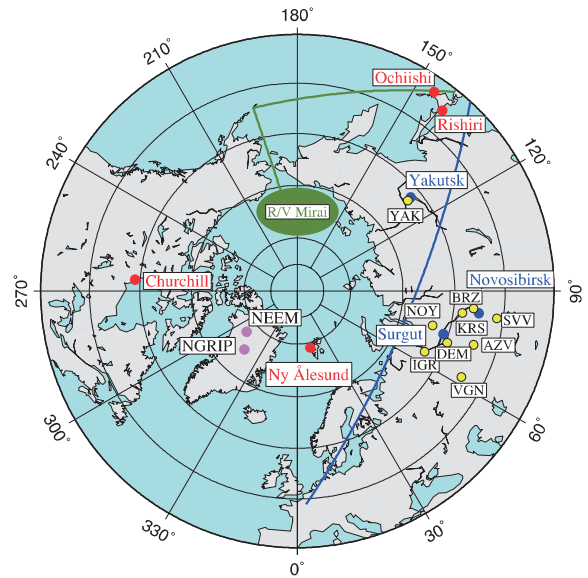 180°
210°
150°
Ochiishi
Rishiri
240°
120°
Yakutsk
YAK
R/V Mirai
270°
Churchill
90°
Novosibirsk
NEEM
BRZ
NOY
KRS
SVV
Surgut
NGRIP
DEM
AZV
IGR
Ny Ålesund
VGN
300°
60°
330°
30°
0°